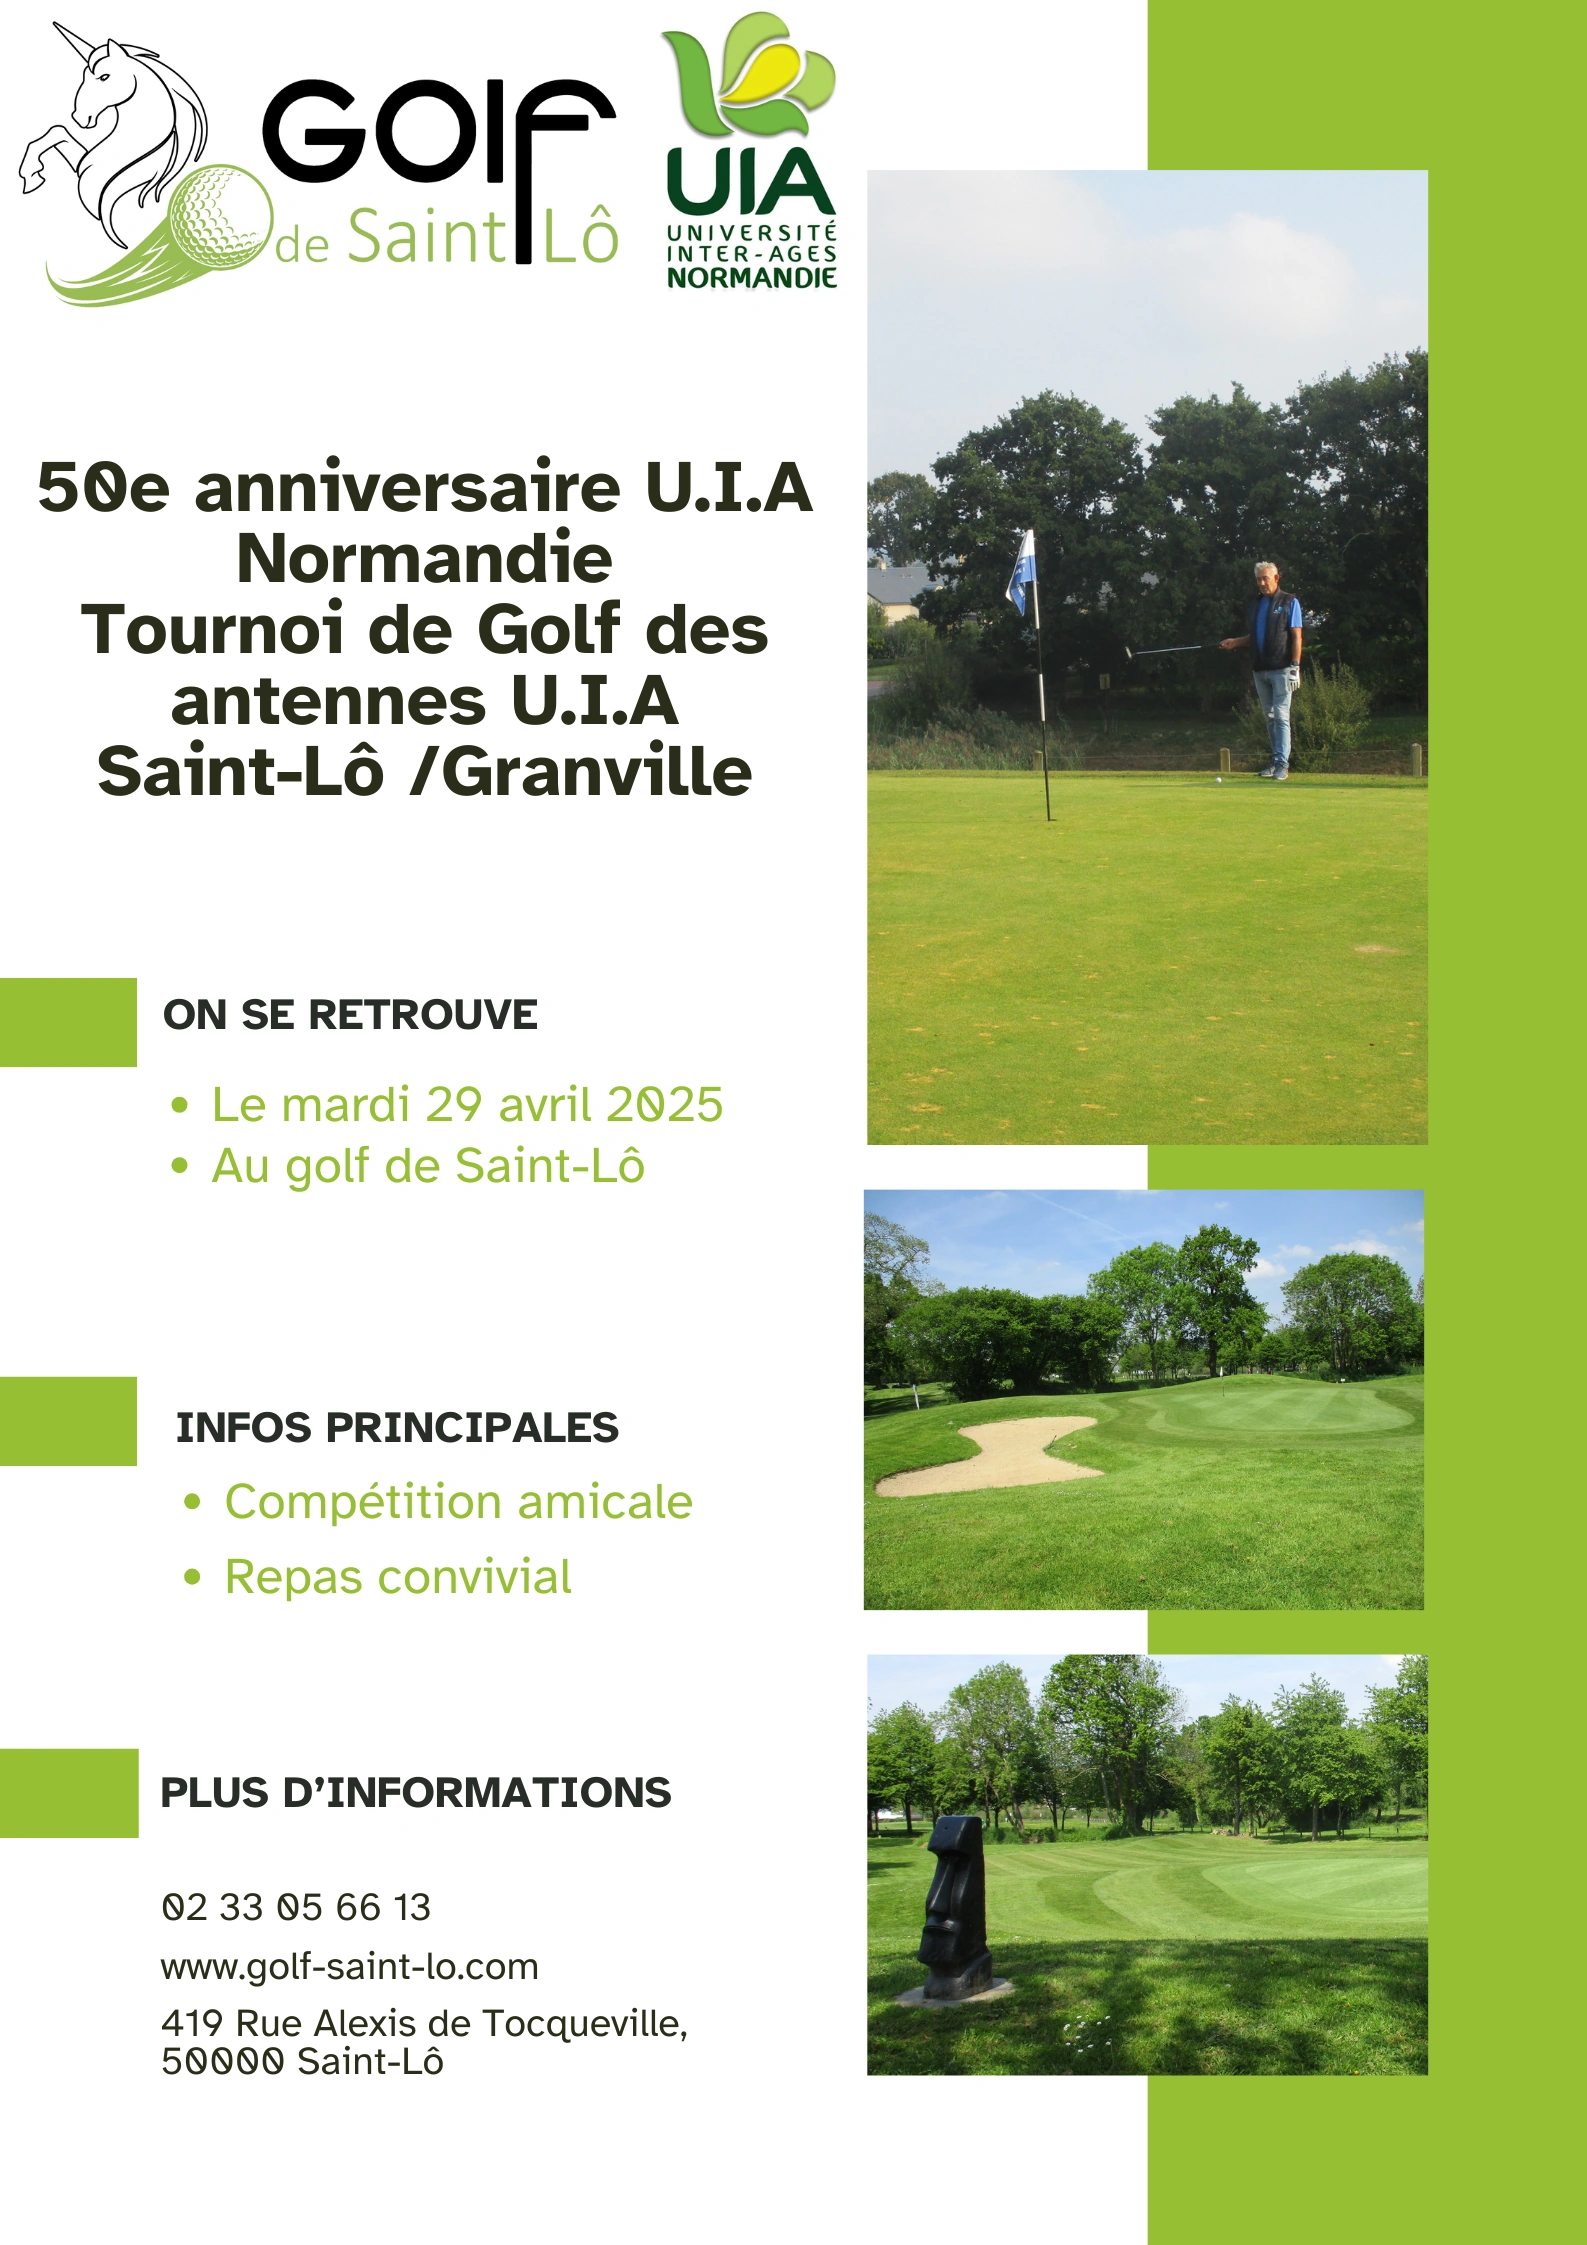 GOlf
de Saint Lô
UIA
UNIVERSITÉ
INTER-AGES
NORMANDIE
50e anniversaire U.I.A
Normandie
Tournoi de Golf des
antennes U.I.A
Saint-Lô /Granville
ON SE RETROUVE
• Le mardi 29 avril 2025
• Au golf de Saint-Lô
INFOS PRINCIPALES
• Compétition amicale
• Repas convivial
PLUS D’INFORMATIONS
02 33 05 66 13
www.golf-saint-lo.com
419 Rue Alexis de Tocqueville,
50000 Saint-Lô